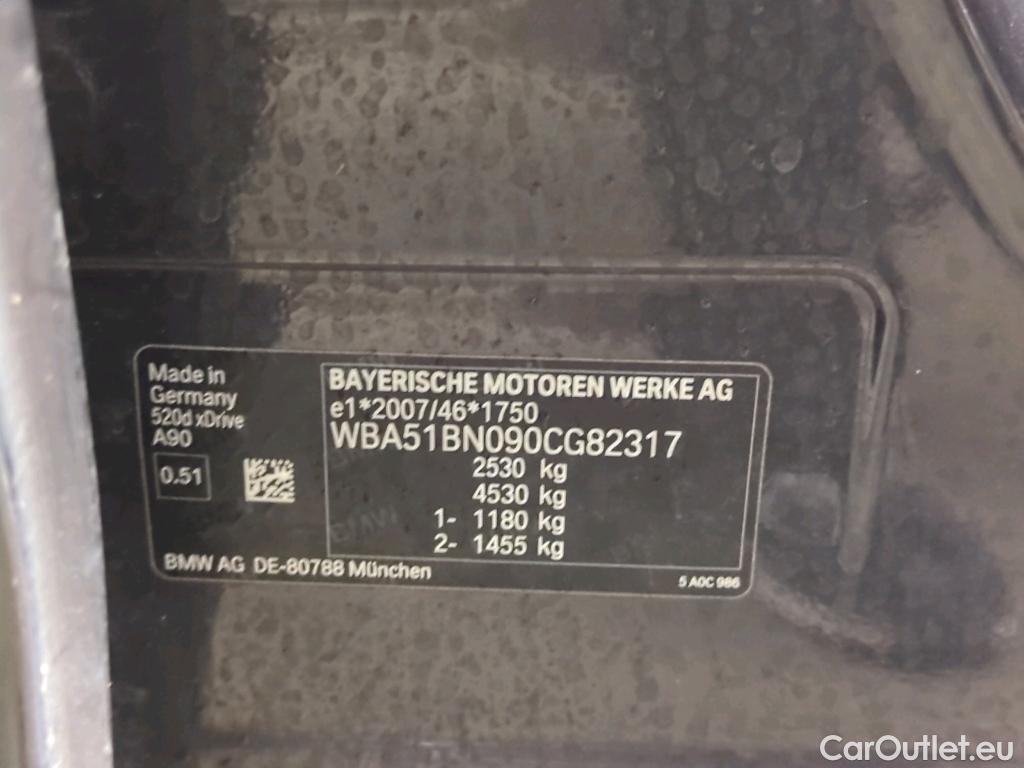 Made in
Germany
520d xDrive
A90
0.51
BAYERISCHE MOTOREN WERKE AG
e1*2007/46*1750
WBA51BN090CG82317
2530 kg
4530 kg
1- 1180 kg
2- 1455 kg
BMW AG DE-80788 München
5 A0C 986
CarOutlet.eu